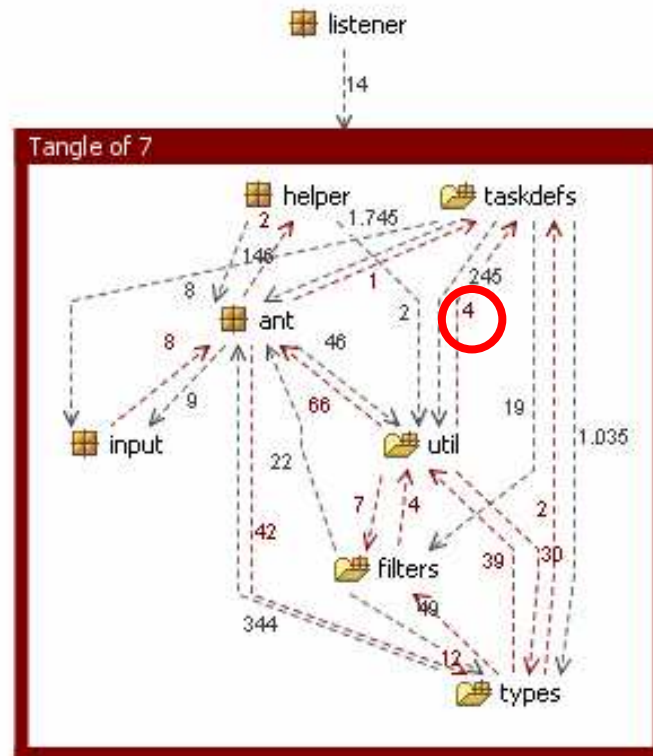 listener
14
Tangle of 7
helper
taskdefs
2
1.745
146
245
8
1
2
4
ant
46
8
9
66
19
input
util
1.035
22
7
4
2
42
39
30
filters
49
344
12
types